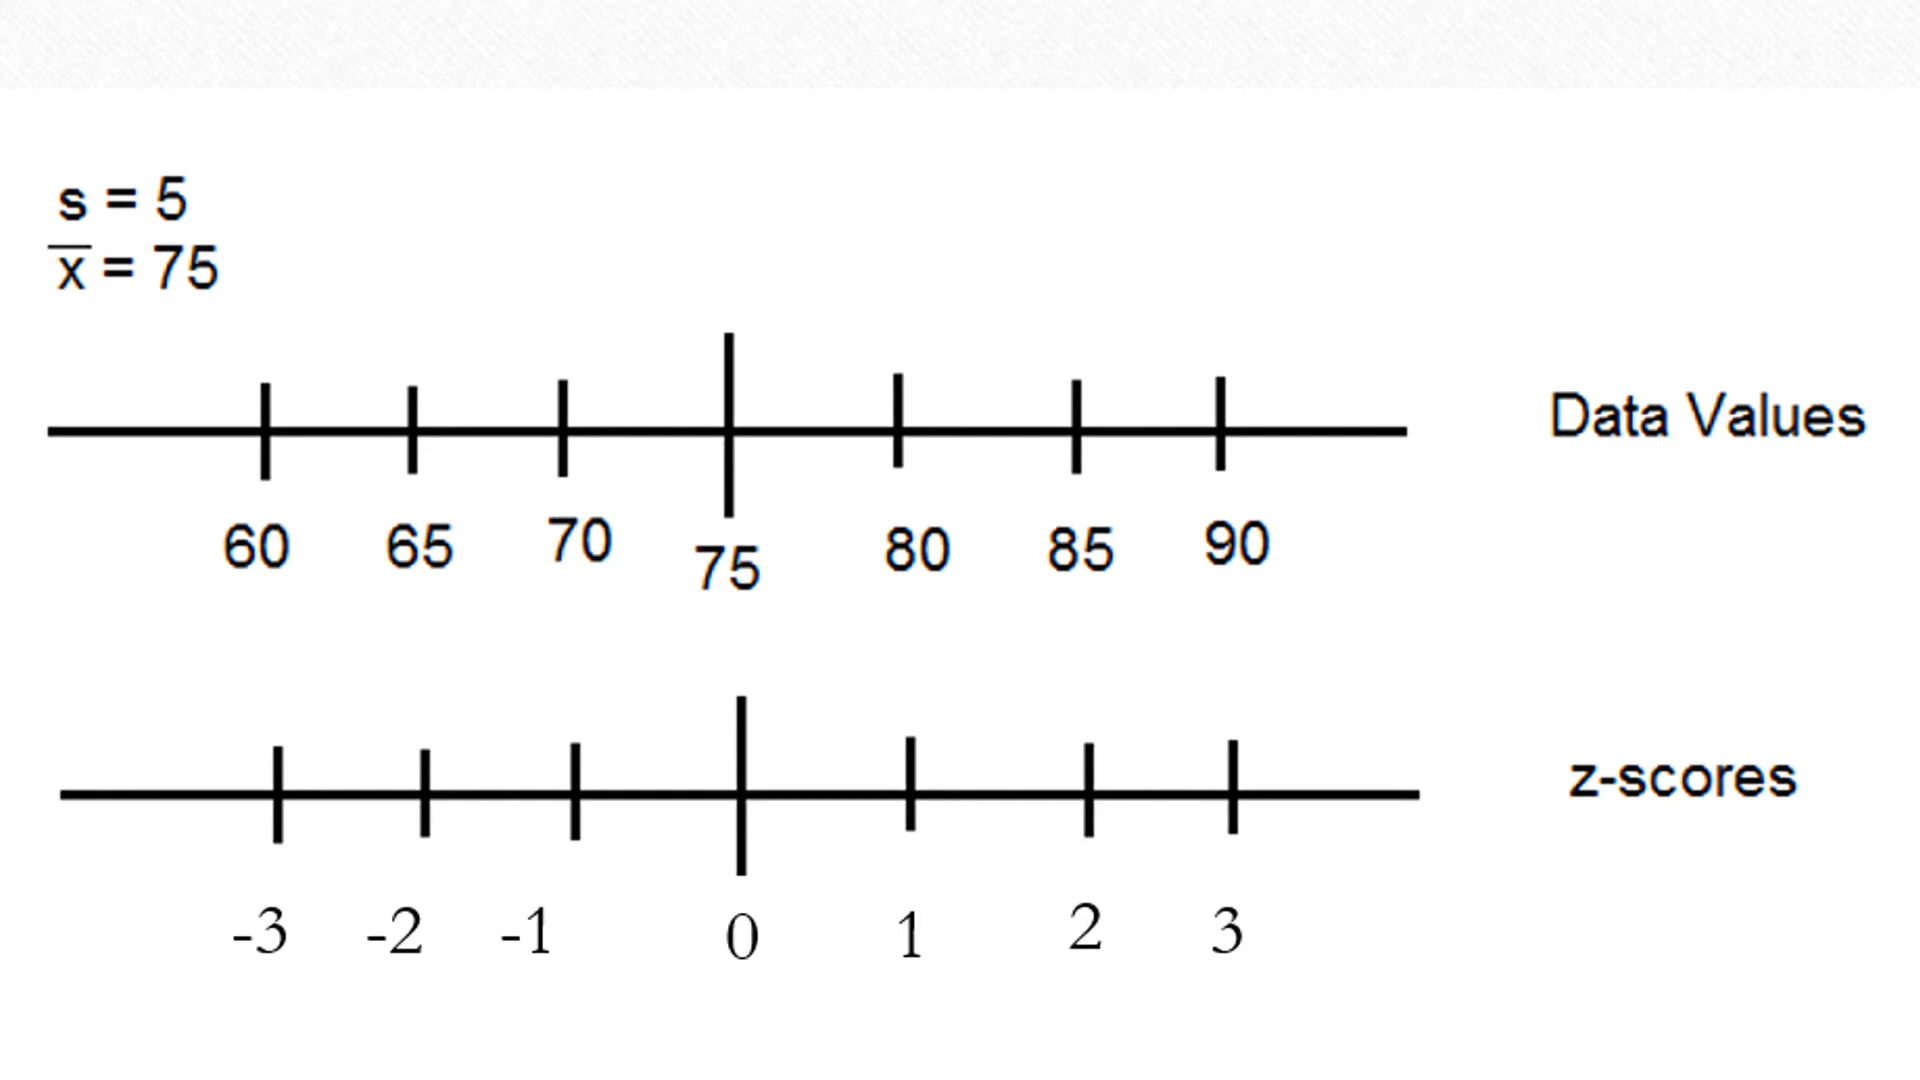 s = 5
x̅ = 75
Data Values
60 65 70 75 80 85 90
z-scores
-3 -2 -1 0 1 2 3